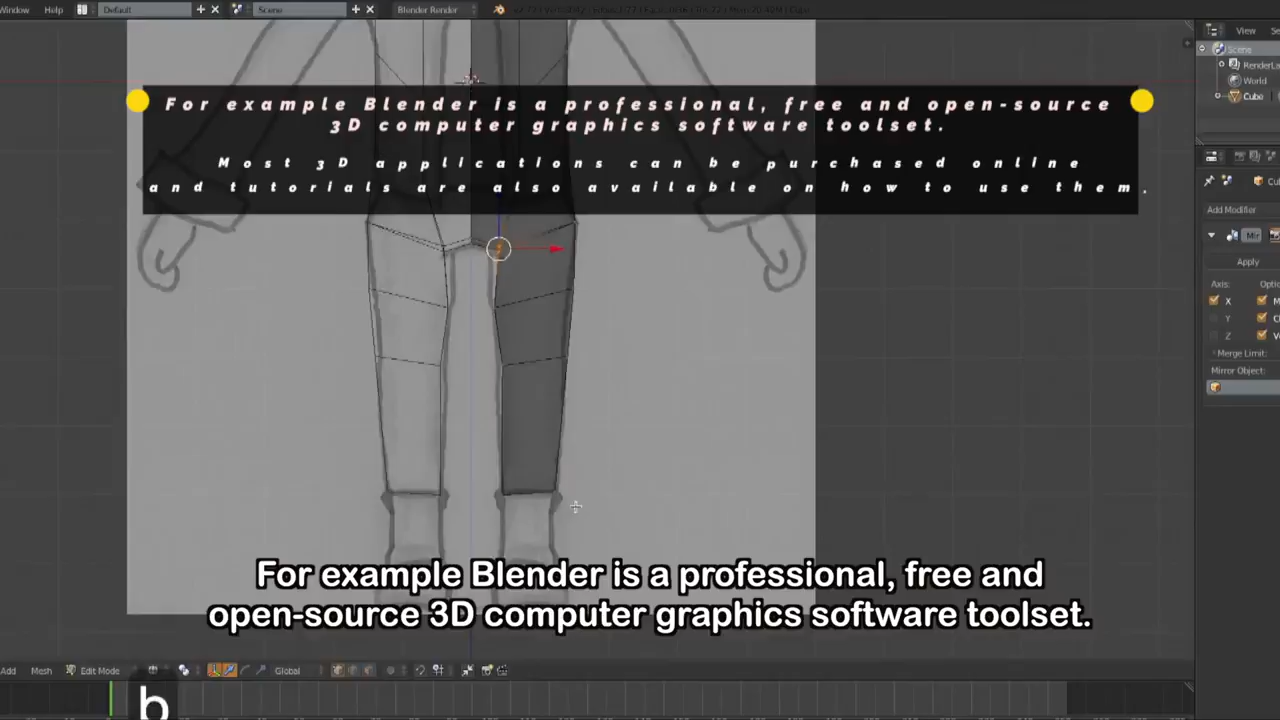 Window Help Default Scene Blender Render
View
Scene
RenderLa
World
Cube
For example Blender is a professional, free and open-source
3D computer graphics software toolset.
Most 3D applications can be purchased online
and tutorials are also available on how to use them.
Add Modifier
Apply
Axis:
X
Y
Z
Merge Limit:
Mirror Object:
For example Blender is a professional, free and
open-source 3D computer graphics software toolset.
Add Mesh Edit Mode Global
b